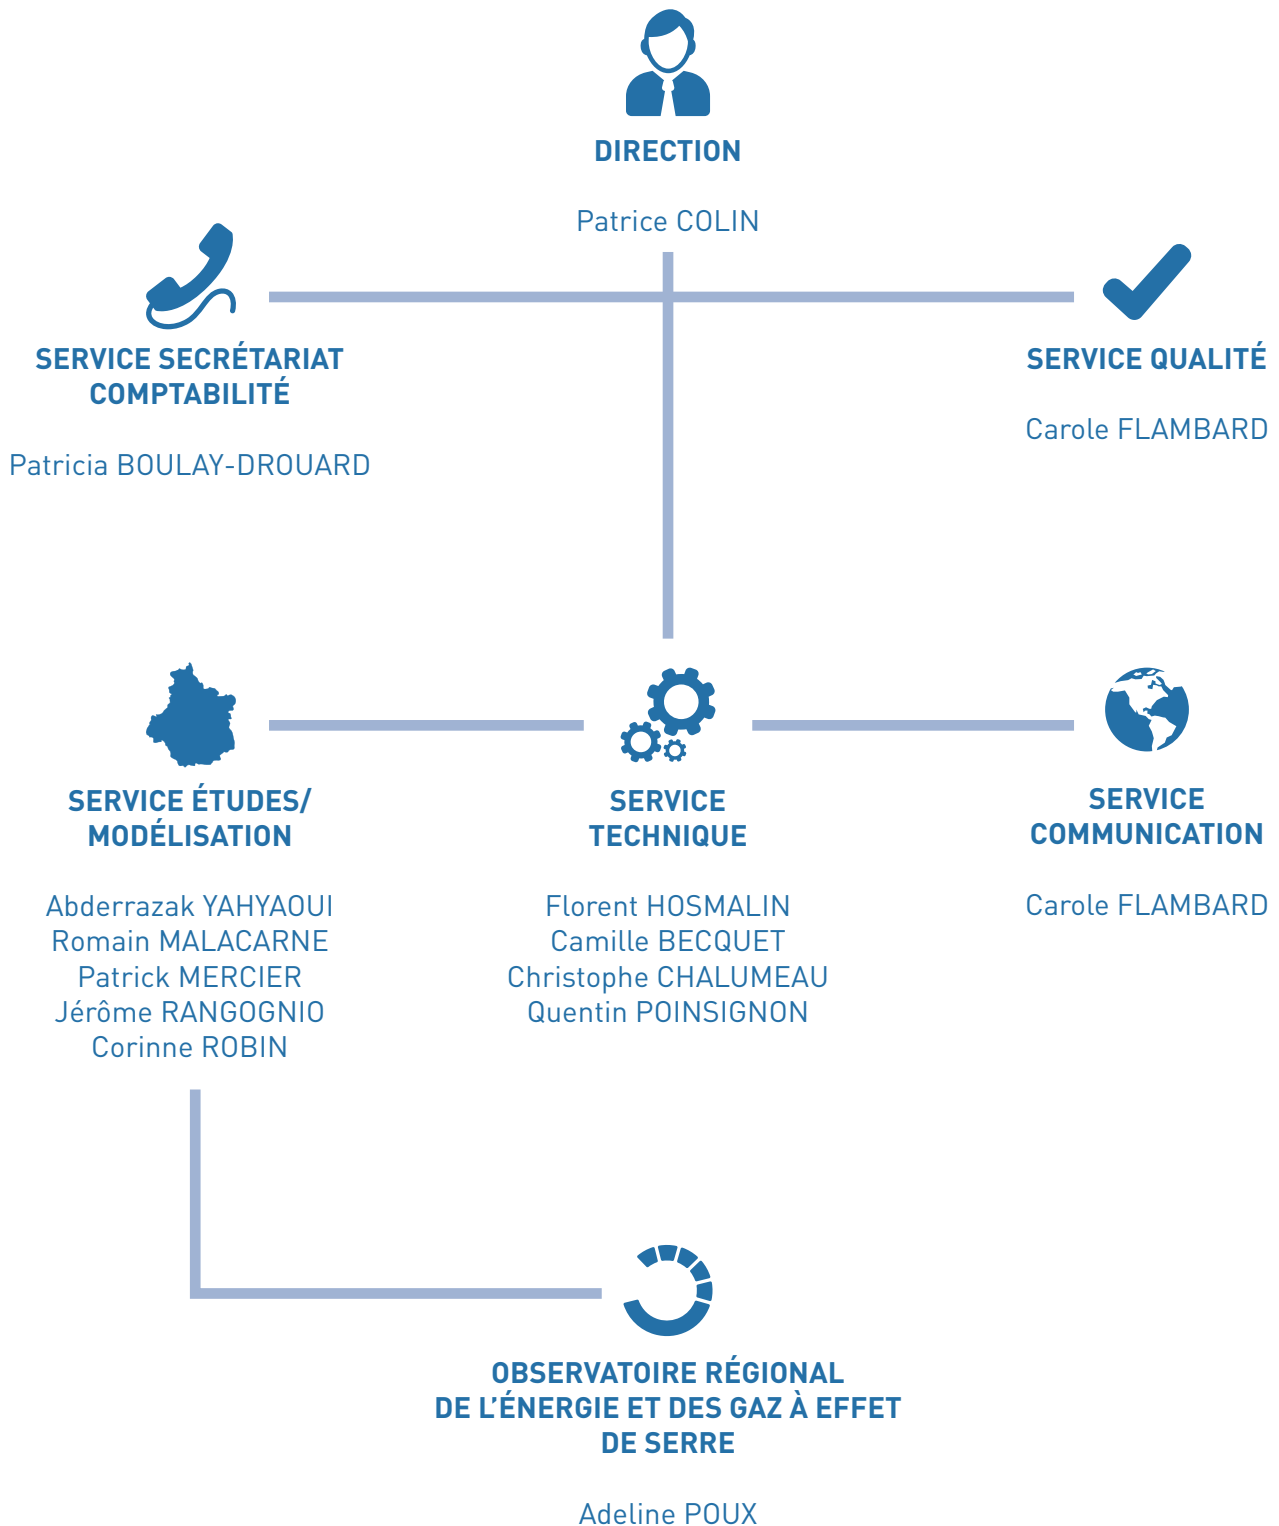 DIRECTION
Patrice COLIN
SERVICE SECRÉTARIAT
COMPTABILITÉ
Patricia BOULAY-DROUARD
SERVICE QUALITÉ
Carole FLAMBARD
SERVICE ÉTUDES/
MODÉLISATION
Abderrazak YAHYAOUI
Romain MALACARNE
Patrick MERCIER
Jérôme RANGOGNIO
Corinne ROBIN
SERVICE
TECHNIQUE
Florent HOSMALIN
Camille BECQUET
Christophe CHALUMEAU
Quentin POINSIGNON
SERVICE
COMMUNICATION
Carole FLAMBARD
OBSERVATOIRE RÉGIONAL
DE L’ÉNERGIE ET DES GAZ À EFFET
DE SERRE
Adeline POUX